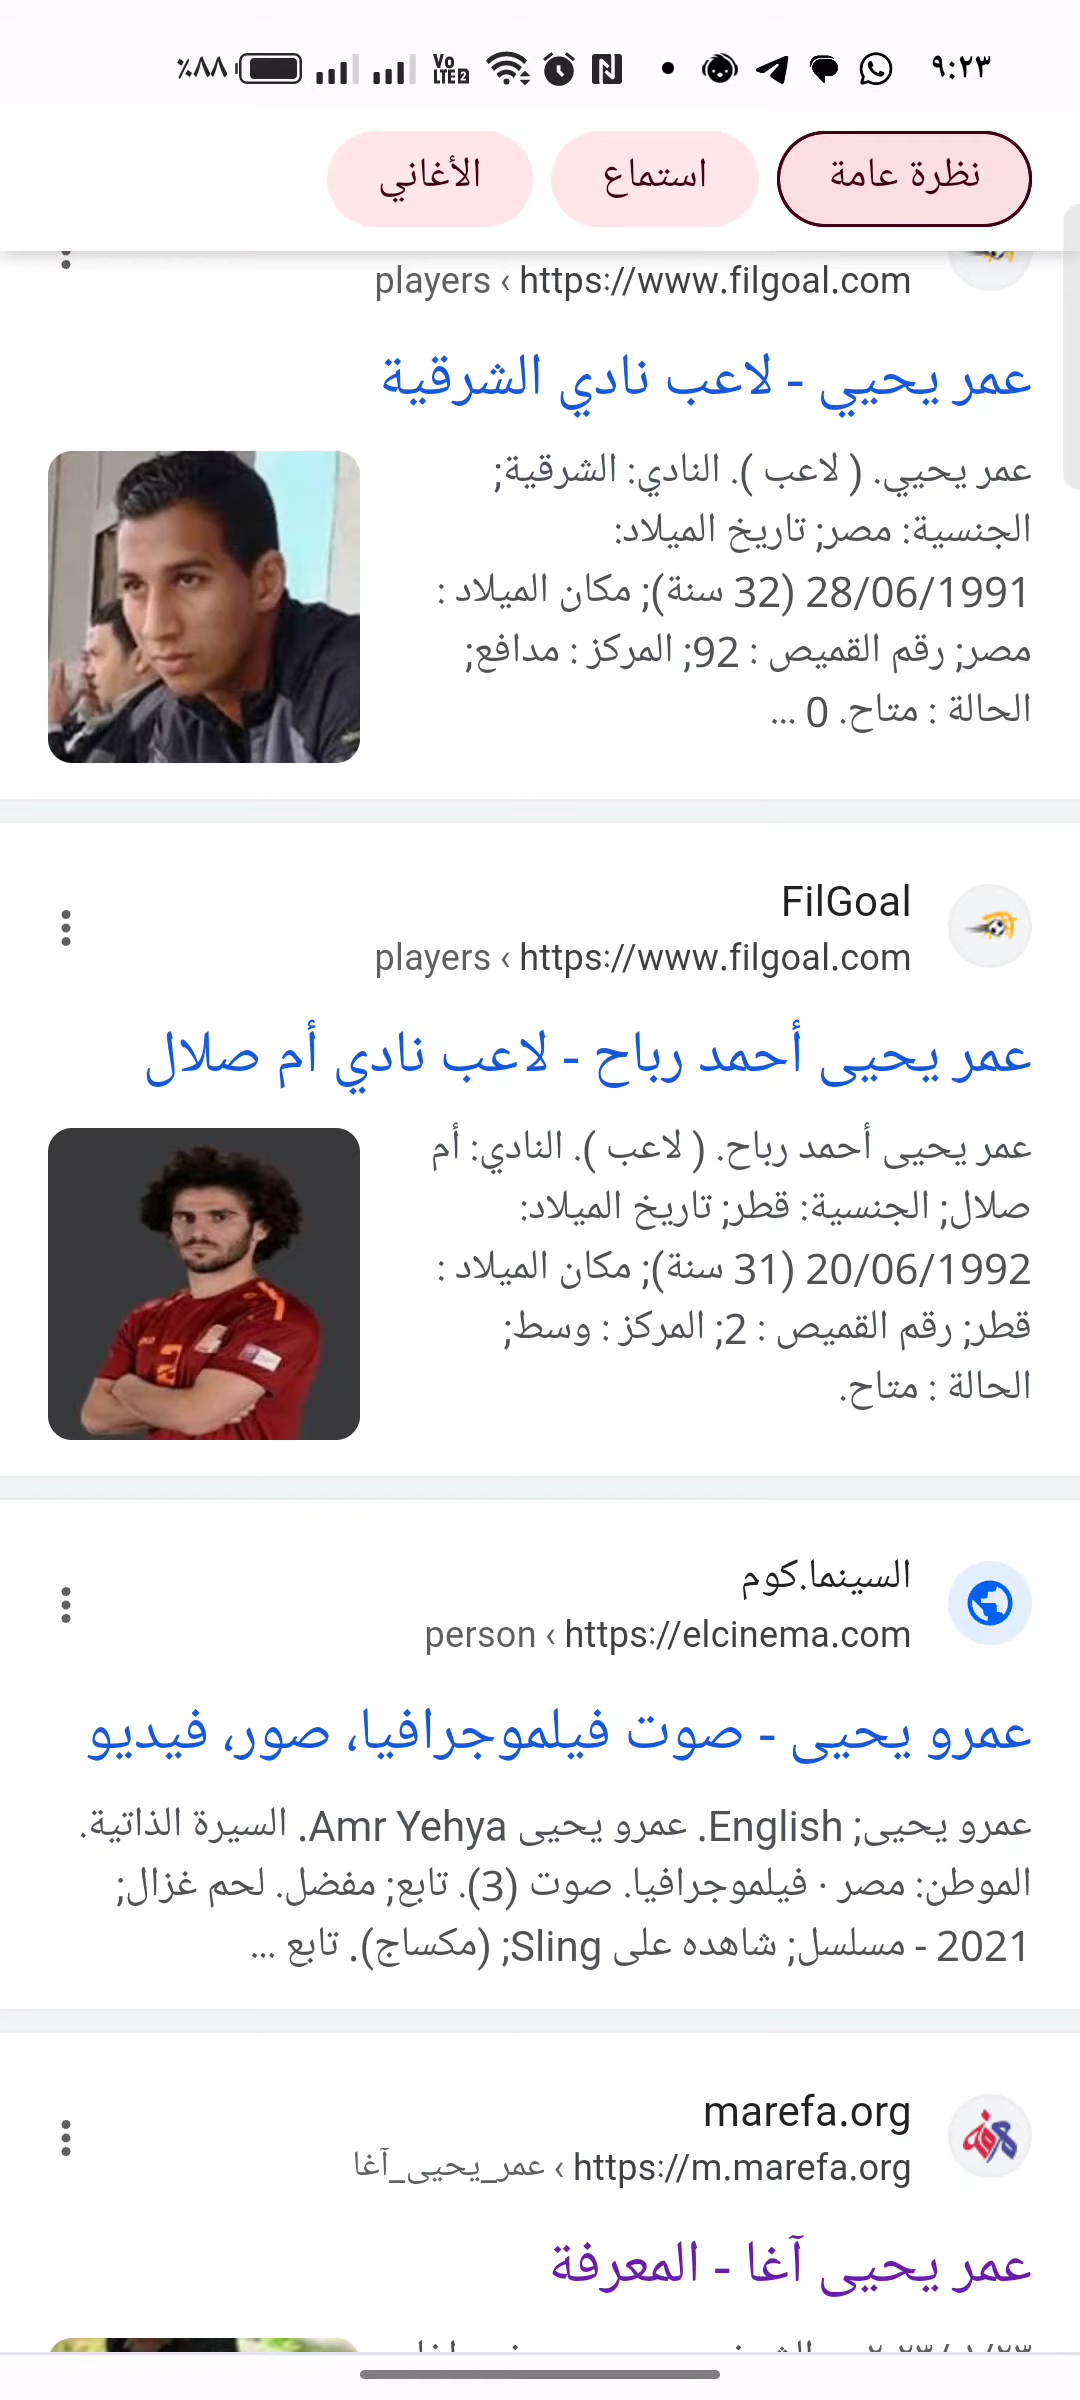 ٩:٢٣
Vo LTE2
٪٨٨
نظرة عامة
استماع
الأغاني
https://www.filgoal.com › players
عمر يحيي - لاعب نادي الشرقية
عمر يحيي. ( لاعب ). النادي: الشرقية;
الجنسية: مصر; تاريخ الميلاد:
28/06/1991 (32 سنة); مكان الميلاد :
مصر; رقم القميص : 92; المركز : مدافع;
الحالة : متاح. 0 ...
FilGoal
https://www.filgoal.com › players
عمر يحيى أحمد رباح - لاعب نادي أم صلال
عمر يحيى أحمد رباح. ( لاعب ). النادي: أم
صلال; الجنسية: قطر; تاريخ الميلاد:
20/06/1992 (31 سنة); مكان الميلاد :
قطر; رقم القميص : 2; المركز : وسط;
الحالة : متاح.
السينما.كوم
https://elcinema.com › person
عمرو يحيى - صوت فيلموجرافيا، صور، فيديو
عمرو يحيى; English. عمرو يحيى Amr Yehya. السيرة الذاتية.
الموطن: مصر · فيلموجرافيا. صوت (3). تابع; مفضل. لحم غزال;
2021 - مسلسل; شاهده على Sling; (مكساج). تابع ...
marefa.org
https://m.marefa.org › عمر_يحيى_آغا
عمر يحيى آغا - المعرفة